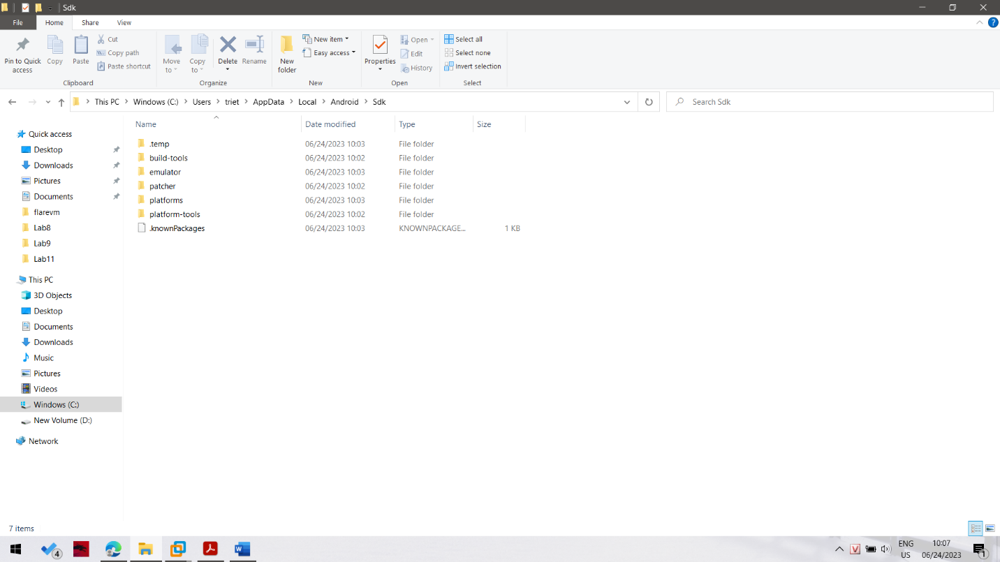 Sdk
File Home Share View
Pin to Quick access
Copy
Paste
Cut
Copy path
Paste shortcut
Clipboard
Move to
Copy to
Delete
Rename
Organize
New folder
New item
Easy access
New
Properties
Open
Edit
History
Open
Select all
Select none
Invert selection
Select
This PC Windows (C:) Users triet AppData Local Android Sdk
Search Sdk
Quick access
Desktop
Downloads
Pictures
Documents
flarevm
Lab8
Lab9
Lab11
This PC
3D Objects
Desktop
Documents
Downloads
Music
Pictures
Videos
Windows (C:)
New Volume (D:)
Network
Name Date modified Type Size
.temp 06/24/2023 10:03 File folder
build-tools 06/24/2023 10:02 File folder
emulator 06/24/2023 10:03 File folder
patcher 06/24/2023 10:02 File folder
platforms 06/24/2023 10:03 File folder
platform-tools 06/24/2023 10:02 File folder
.knownPackages 06/24/2023 10:03 KNOWNPACKAGE... 1 KB
7 items
4
W
V
ENG
US
10:07
06/24/2023
1